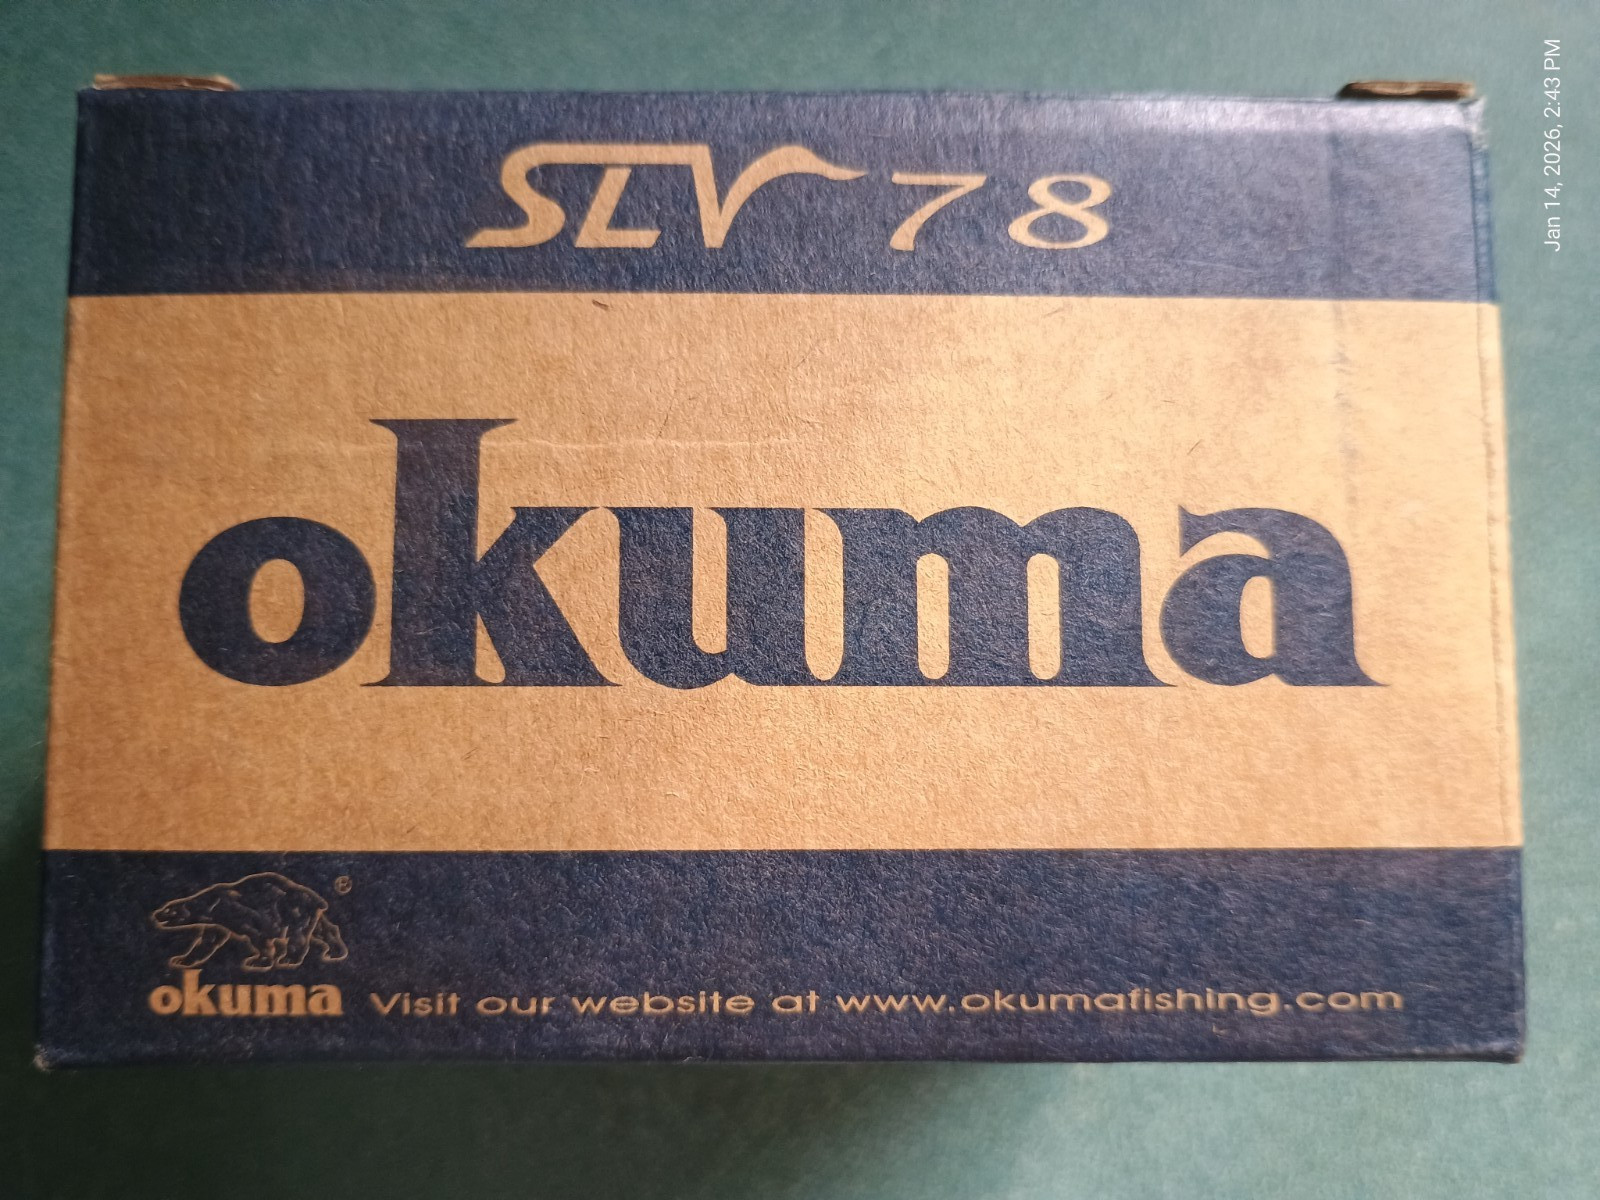 SLV 78
okuma
®
okuma Visit our website at www.okumafishing.com
Jan 14, 2026, 2:43 PM